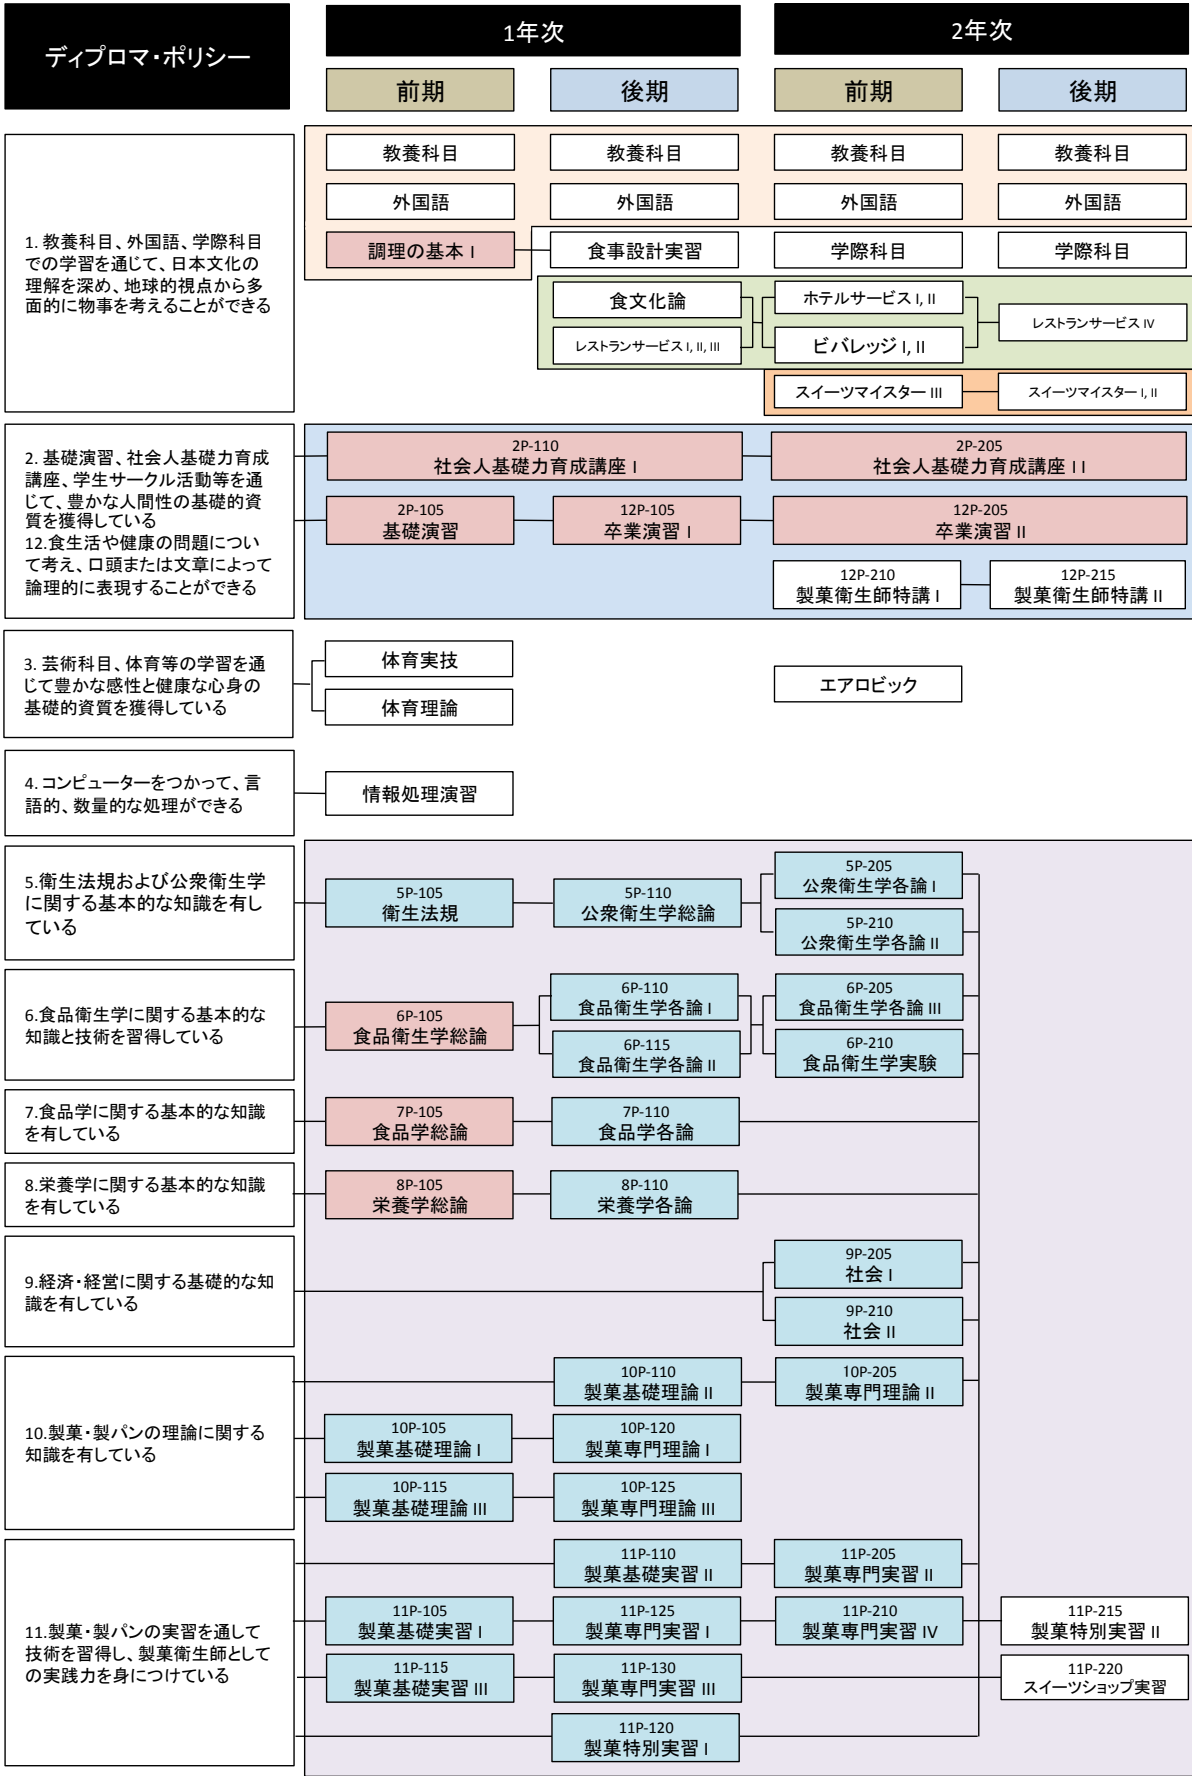 ディプロマ・ポリシー
1年次
2年次
前期
後期
前期
後期
1. 教養科目、外国語、学際科目
での学習を通じて、日本文化の
理解を深め、地球的視点から多
面的に物事を考えることができる
教養科目
教養科目
教養科目
教養科目
外国語
外国語
外国語
外国語
調理の基本 I
食事設計実習
学際科目
学際科目
食文化論
ホテルサービス I, II
レストランサービス I, II, III
ビバレッジ I, II
レストランサービス IV
スイーツマイスター III
スイーツマイスター I, II
2. 基礎演習、社会人基礎力育成
講座、学生サークル活動等を通
じて、豊かな人間性の基礎的資
質を獲得している
12.食生活や健康の問題につい
て考え、口頭または文章によって
論理的に表現することができる
2P-110
社会人基礎力育成講座 I
2P-205
社会人基礎力育成講座 I I
2P-105
基礎演習
12P-105
卒業演習 I
12P-205
卒業演習 II
12P-210
製菓衛生師特講 I
12P-215
製菓衛生師特講 II
3. 芸術科目、体育等の学習を通
じて豊かな感性と健康な心身の
基礎的資質を獲得している
体育実技
体育理論
エアロビック
4. コンピューターをつかって、言
語的、数量的な処理ができる
情報処理演習
5.衛生法規および公衆衛生学
に関する基本的な知識を有し
ている
5P-105
衛生法規
5P-110
公衆衛生学総論
5P-205
公衆衛生学各論 I
5P-210
公衆衛生学各論 II
6.食品衛生学に関する基本的な
知識と技術を習得している
6P-105
食品衛生学総論
6P-110
食品衛生学各論 I
6P-115
食品衛生学各論 II
6P-205
食品衛生学各論 III
6P-210
食品衛生学実験
7.食品学に関する基本的な知識
を有している
7P-105
食品学総論
7P-110
食品学各論
8.栄養学に関する基本的な知識
を有している
8P-105
栄養学総論
8P-110
栄養学各論
9.経済・経営に関する基礎的な知
識を有している
9P-205
社会 I
9P-210
社会 II
10.製菓・製パンの理論に関する
知識を有している
10P-110
製菓基礎理論 II
10P-205
製菓専門理論 II
10P-105
製菓基礎理論 I
10P-120
製菓専門理論 I
10P-115
製菓基礎理論 III
10P-125
製菓専門理論 III
11.製菓・製パンの実習を通して
技術を習得し、製菓衛生師として
の実践力を身につけている
11P-110
製菓基礎実習 II
11P-205
製菓専門実習 II
11P-105
製菓基礎実習 I
11P-125
製菓専門実習 I
11P-210
製菓専門実習 IV
11P-215
製菓特別実習 II
11P-115
製菓基礎実習 III
11P-130
製菓専門実習 III
11P-220
スイーツショップ実習
11P-120
製菓特別実習 I